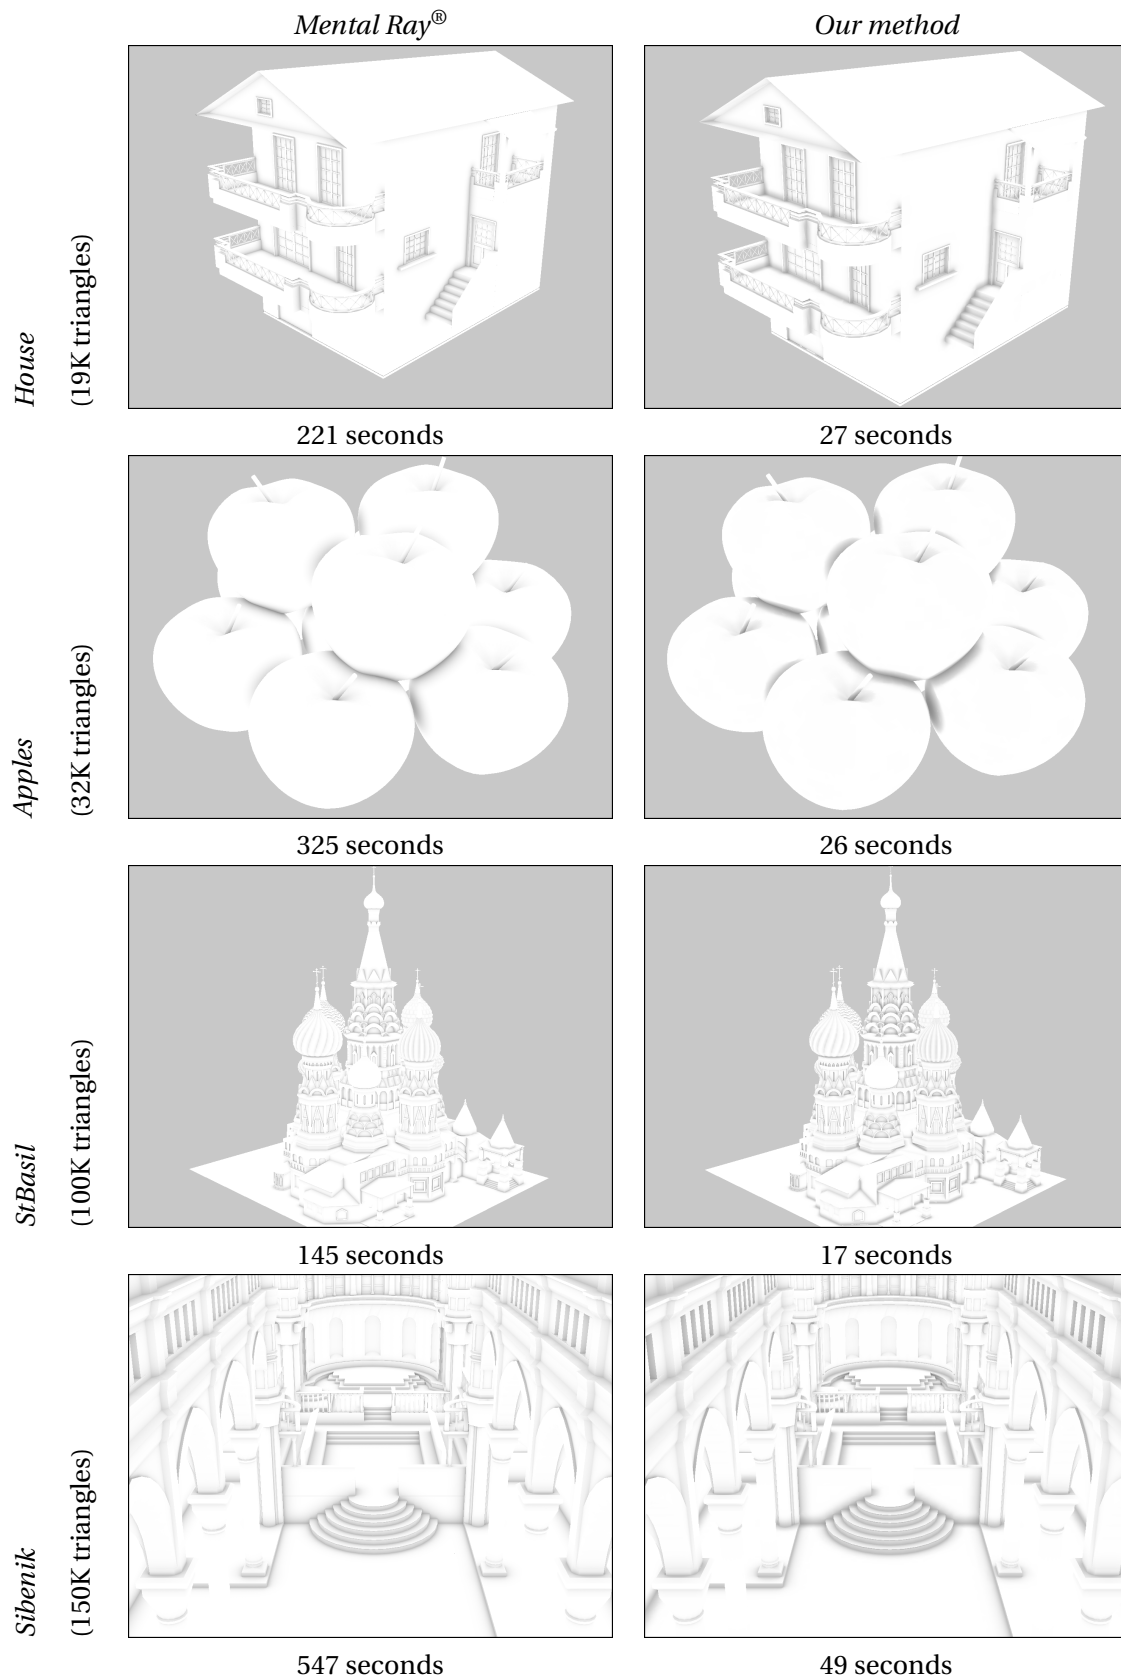 Mental Ray®
Our method
House
(19K triangles)
221 seconds
27 seconds
Apples
(32K triangles)
325 seconds
26 seconds
StBasil
(100K triangles)
145 seconds
17 seconds
Sibenik
(150K triangles)
547 seconds
49 seconds